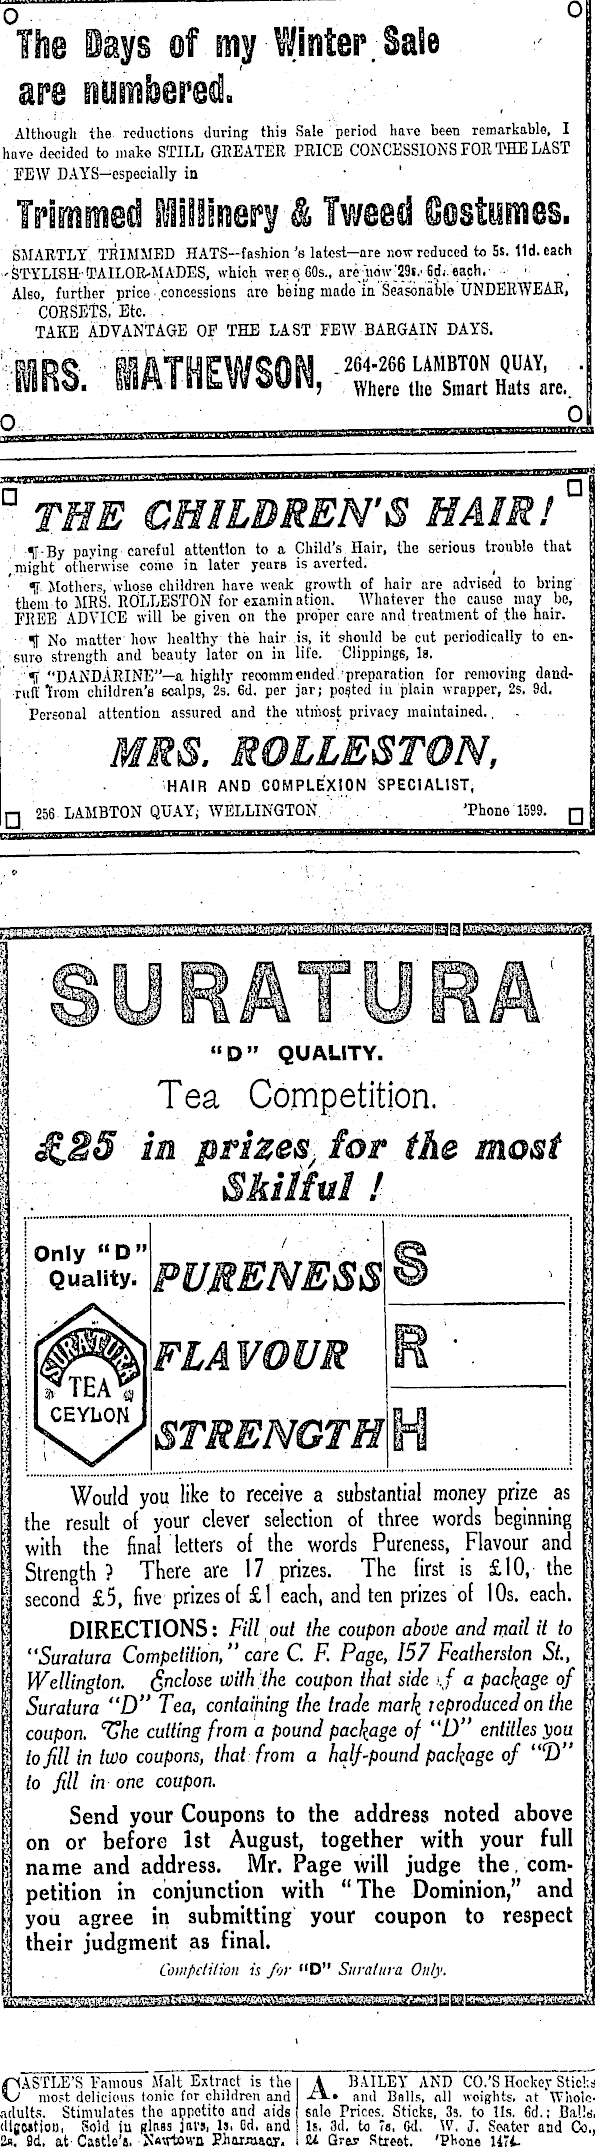 The Days of my Winter Sale
are numbered.
Although the reductions during this Sale period have been remarkable, I
have decided to make STILL GREATER PRICE CONCESSIONS FOR THE LAST
FEW DAYS—especially in
Trimmed Millinery & Tweed Costumes.
SMARTLY TRIMMED HATS—fashion's latest—are now reduced to 5s. 11d. each
STYLISH TAILOR-MADES, which were 60s., are now 29s. 6d. each.
Also, further price concessions are being made in Seasonable UNDERWEAR,
CORSETS, Etc.
TAKE ADVANTAGE OF THE LAST FEW BARGAIN DAYS.
MRS. MATHEWSON, 264-266 LAMBTON QUAY,
Where the Smart Hats are.
THE CHILDREN'S HAIR!
¶ By paying careful attention to a Child's Hair, the serious trouble that
might otherwise come in later years is averted.
¶ Mothers, whose children have weak growth of hair are advised to bring
them to MRS. ROLLESTON for examination. Whatever the cause may be,
FREE ADVICE will be given on the proper care and treatment of the hair.
¶ No matter how healthy the hair is, it should be cut periodically to en-
sure strength and beauty later on in life. Clippings, 1s.
¶ "DANDARINE"—a highly recommended preparation for removing dand-
ruff from children's scalps, 2s. 6d. per jar; posted in plain wrapper, 2s. 9d.
Personal attention assured and the utmost privacy maintained.
MRS. ROLLESTON,
HAIR AND COMPLEXION SPECIALIST,
256 LAMBTON QUAY, WELLINGTON 'Phone 1599.
SURATURA
"D" QUALITY.
Tea Competition.
£25 in prizes for the most
Skilful !
Only "D"
Quality.
SURATURA
TEA
CEYLON
PURENESS S
FLAVOUR R
STRENGTH H
Would you like to receive a substantial money prize as
the result of your clever selection of three words beginning
with the final letters of the words Pureness, Flavour and
Strength ? There are 17 prizes. The first is £10, the
second £5, five prizes of £1 each, and ten prizes of 10s. each.
DIRECTIONS: Fill out the coupon above and mail it to
"Suratura Competition," care C. F. Page, 157 Featherston St.,
Wellington. Enclose with the coupon that side of a package of
Suratura "D" Tea, containing the trade mark reproduced on the
coupon. The cutting from a pound package of "D" entitles you
to fill in two coupons, that from a half-pound package of "D"
to fill in one coupon.
Send your Coupons to the address noted above
on or before 1st August, together with your full
name and address. Mr. Page will judge the com-
petition in conjunction with "The Dominion," and
you agree in submitting your coupon to respect
their judgment as final.
Competition is for "D" Suratura Only.
CASTLE'S Famous Malt Extract is the
most delicious tonic for children and
adults. Stimulates the appetite and aids
digestion. Sold in glass jars, 1s. 6d. and
2s. 9d. at Castle's, Newtown Pharmacy.
A. BAILEY AND CO.'S Hockey Sticks
and Balls, all weights, at Whole-
sale Prices. Sticks, 3s. to 11s. 6d.; Balls,
1s. 3d. to 7s. 6d. W. J. Seater and Co.,
24 Grey Street. 'Phone 1474.